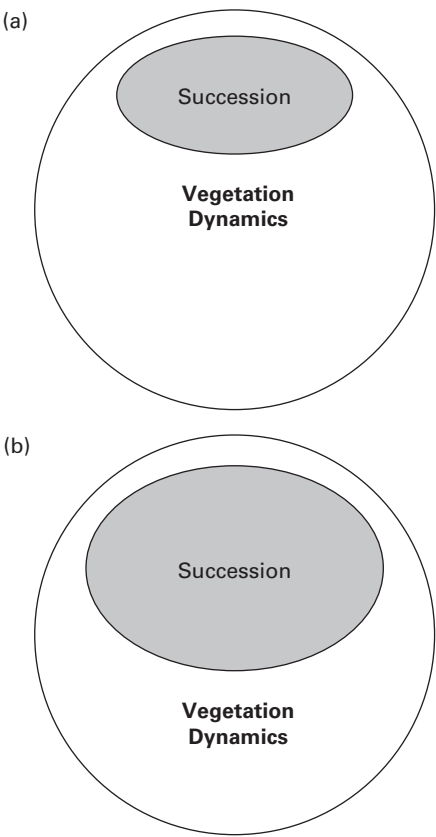 (a)
Succession
Vegetation
Dynamics
(b)
Succession
Vegetation
Dynamics